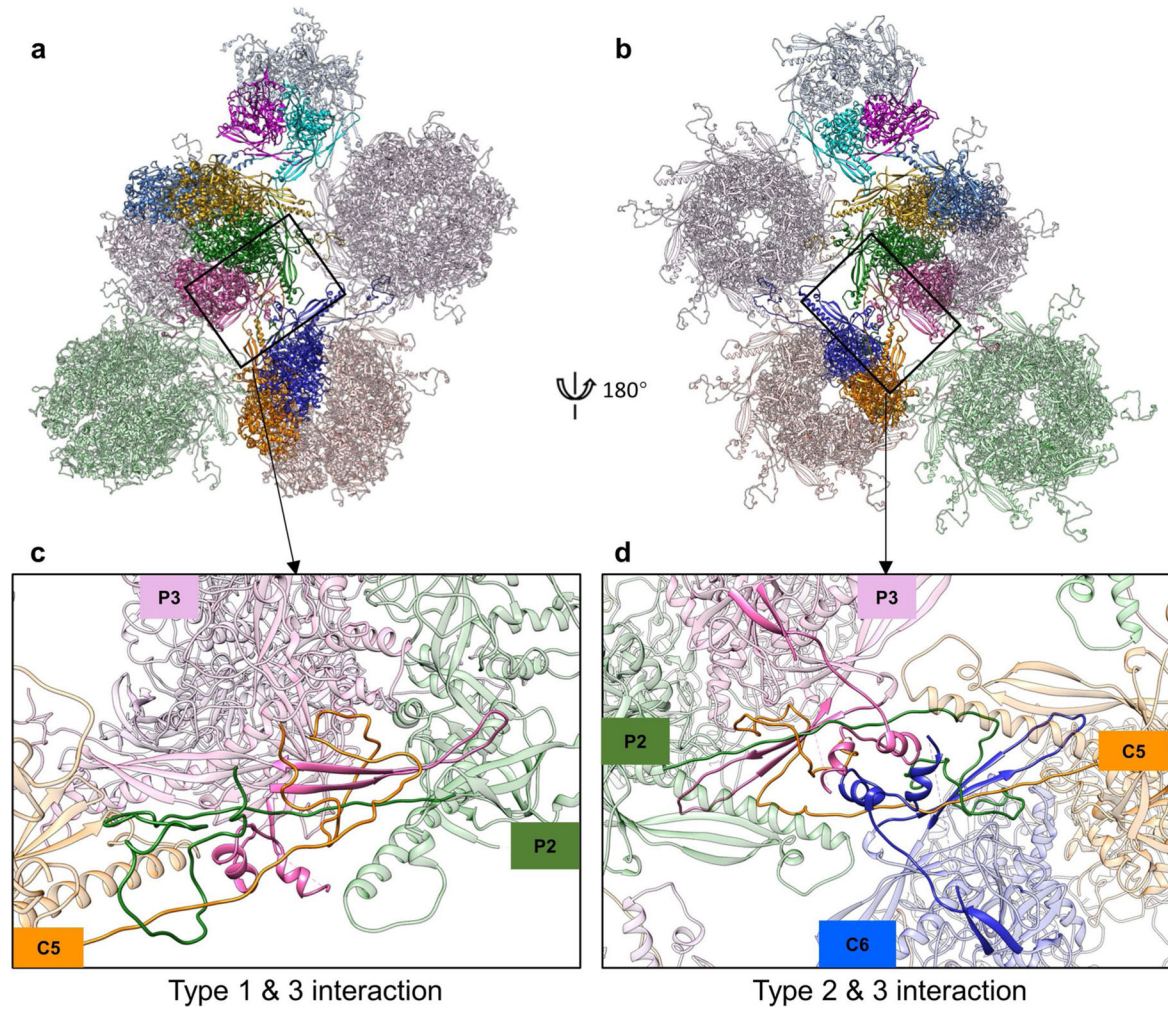 a
b
180°
c
d
P3
P2
C5
Type 1 & 3 interaction
P3
P2
C5
C6
Type 2 & 3 interaction